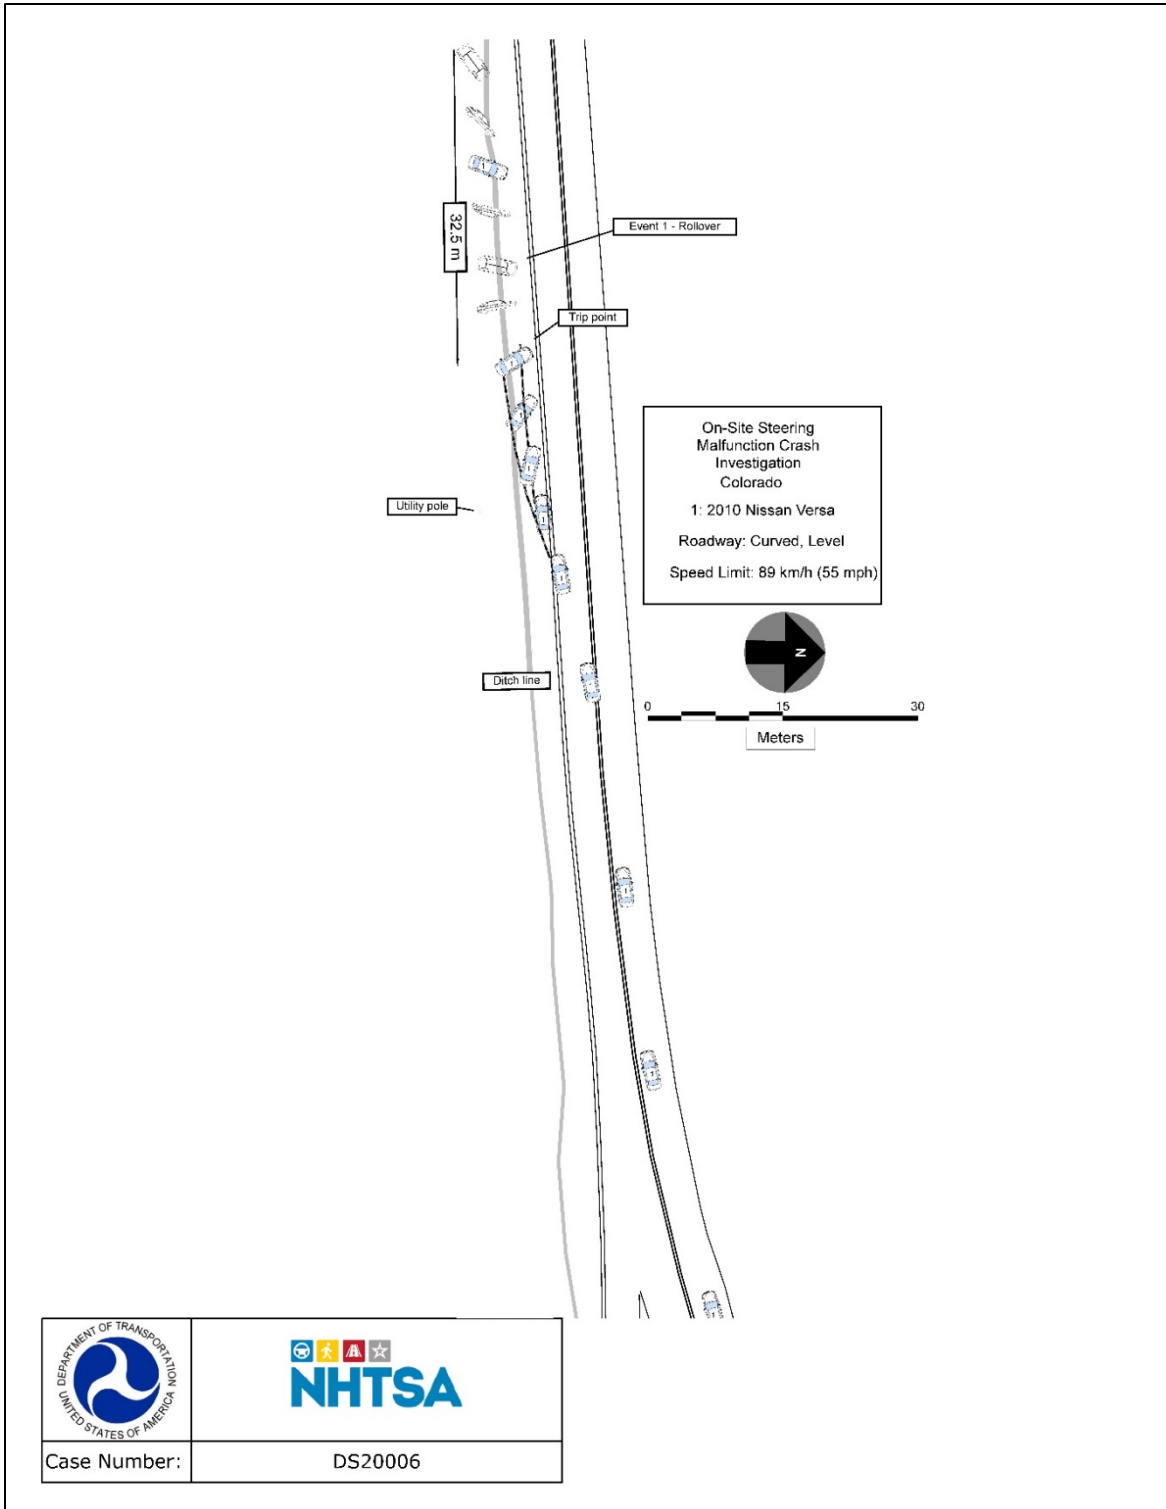 Event 1 - Rollover
32.5 m
Trip point
On-Site Steering
Malfunction Crash
Investigation
Colorado
1: 2010 Nissan Versa
Roadway: Curved, Level
Speed Limit: 89 km/h (55 mph)
Utility pole
N
Ditch line
0 15 30
Meters
DEPARTMENT OF TRANSPORTATION
UNITED STATES OF AMERICA
NHTSA
Case Number: DS20006